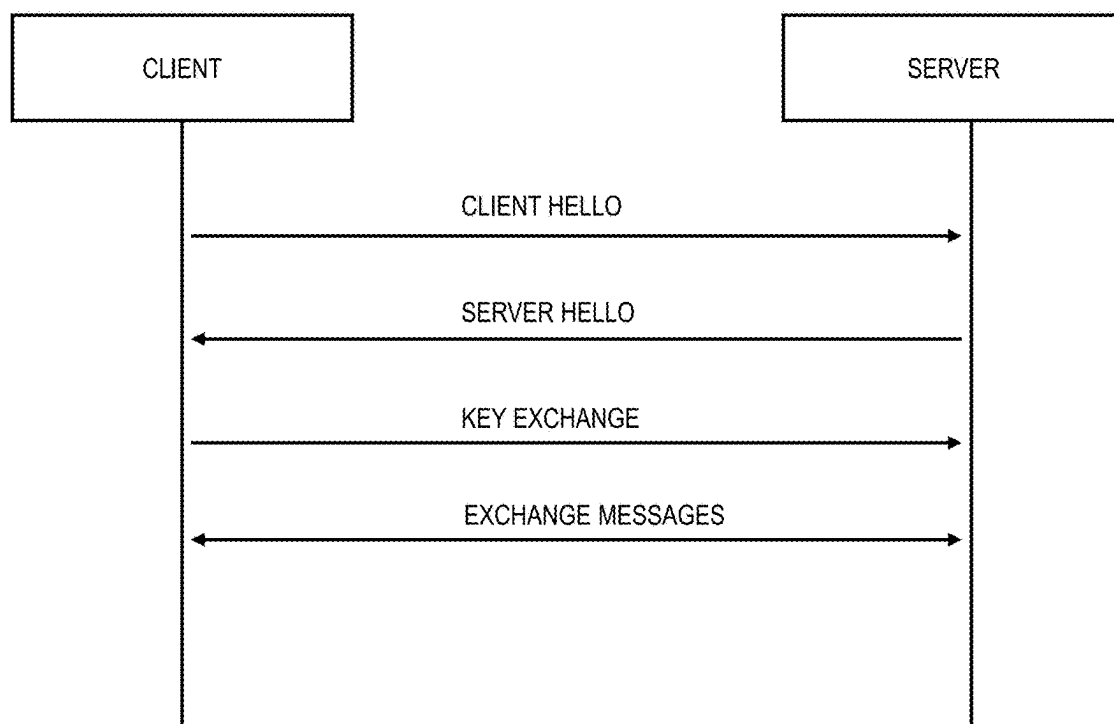 CLIENT
SERVER
CLIENT HELLO
SERVER HELLO
KEY EXCHANGE
EXCHANGE MESSAGES